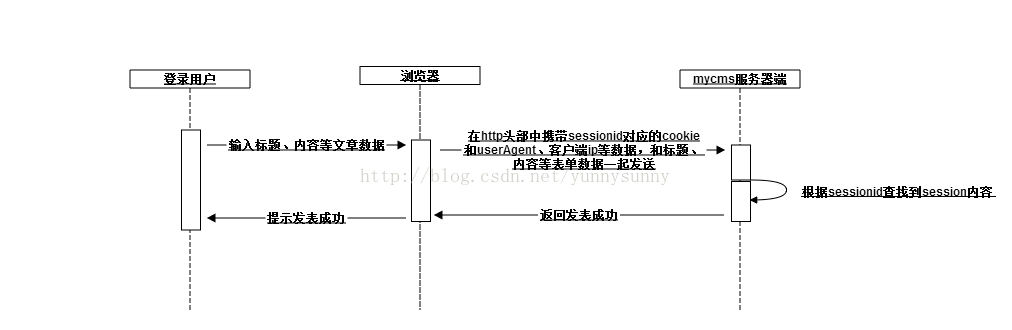 登录用户
浏览器
mycms服务器端
输入标题、内容等文章数据
在http头部中携带sessionid对应的cookie
和userAgent、客户端ip等数据，和标题、
内容等表单数据一起发送
http://blog.csdn.net/yunnysunny
根据sessionid查找到session内容
提示发表成功
返回发表成功